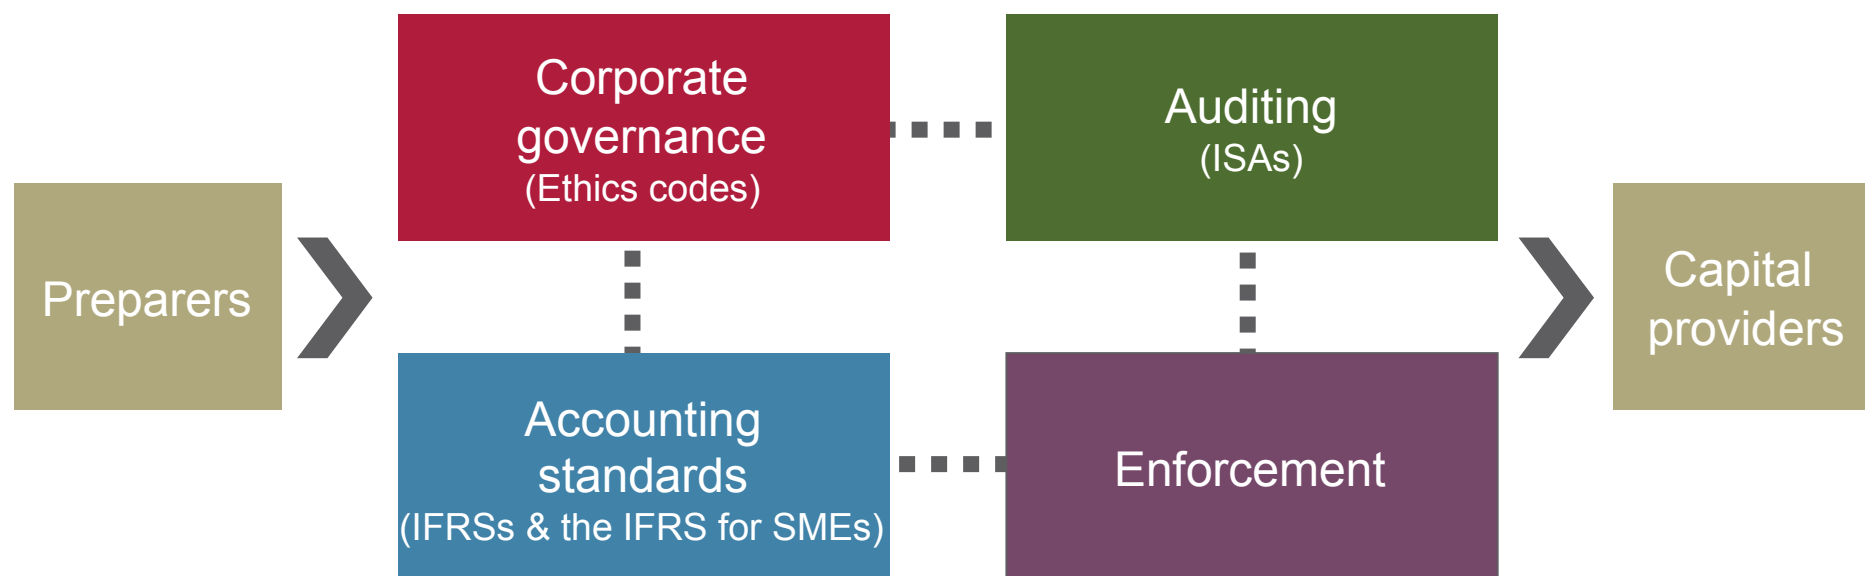 Preparers
Corporate
governance
(Ethics codes)
Accounting
standards
(IFRSs & the IFRS for SMEs)
Auditing
(ISAs)
Enforcement
Capital
providers